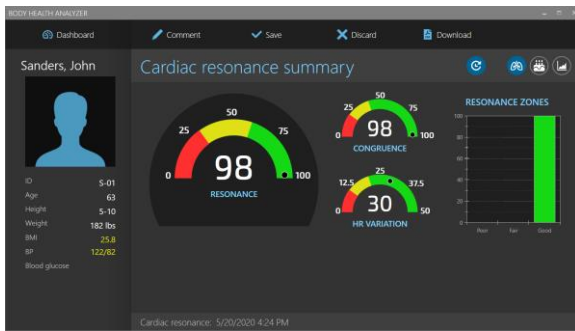 BODY HEALTH ANALYZER
Dashboard
Comment
Save
Discard
Download
Sanders, John
ID S-01
Age 63
Height 5-10
Weight 182 lbs
BMI 25.8
BP 122/82
Blood glucose
Cardiac resonance summary
0
25
50
75
100
98
RESONANCE
0
25
50
75
100
98
CONGRUENCE
0
12.5
25
37.5
50
30
HR VARIATION
RESONANCE ZONES
100
80
60
40
20
0
Poor Fair Good
Cardiac resonance: 5/20/2020 4:24 PM